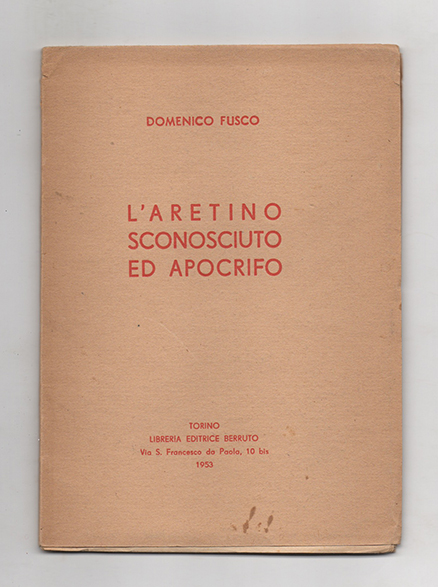 DOMENICO FUSCO
L'ARETINO
SCONOSCIUTO
ED APOCRIFO
TORINO
LIBRERIA EDITRICE BERRUTO
Via S. Francesco da Paola, 10 bis
1953